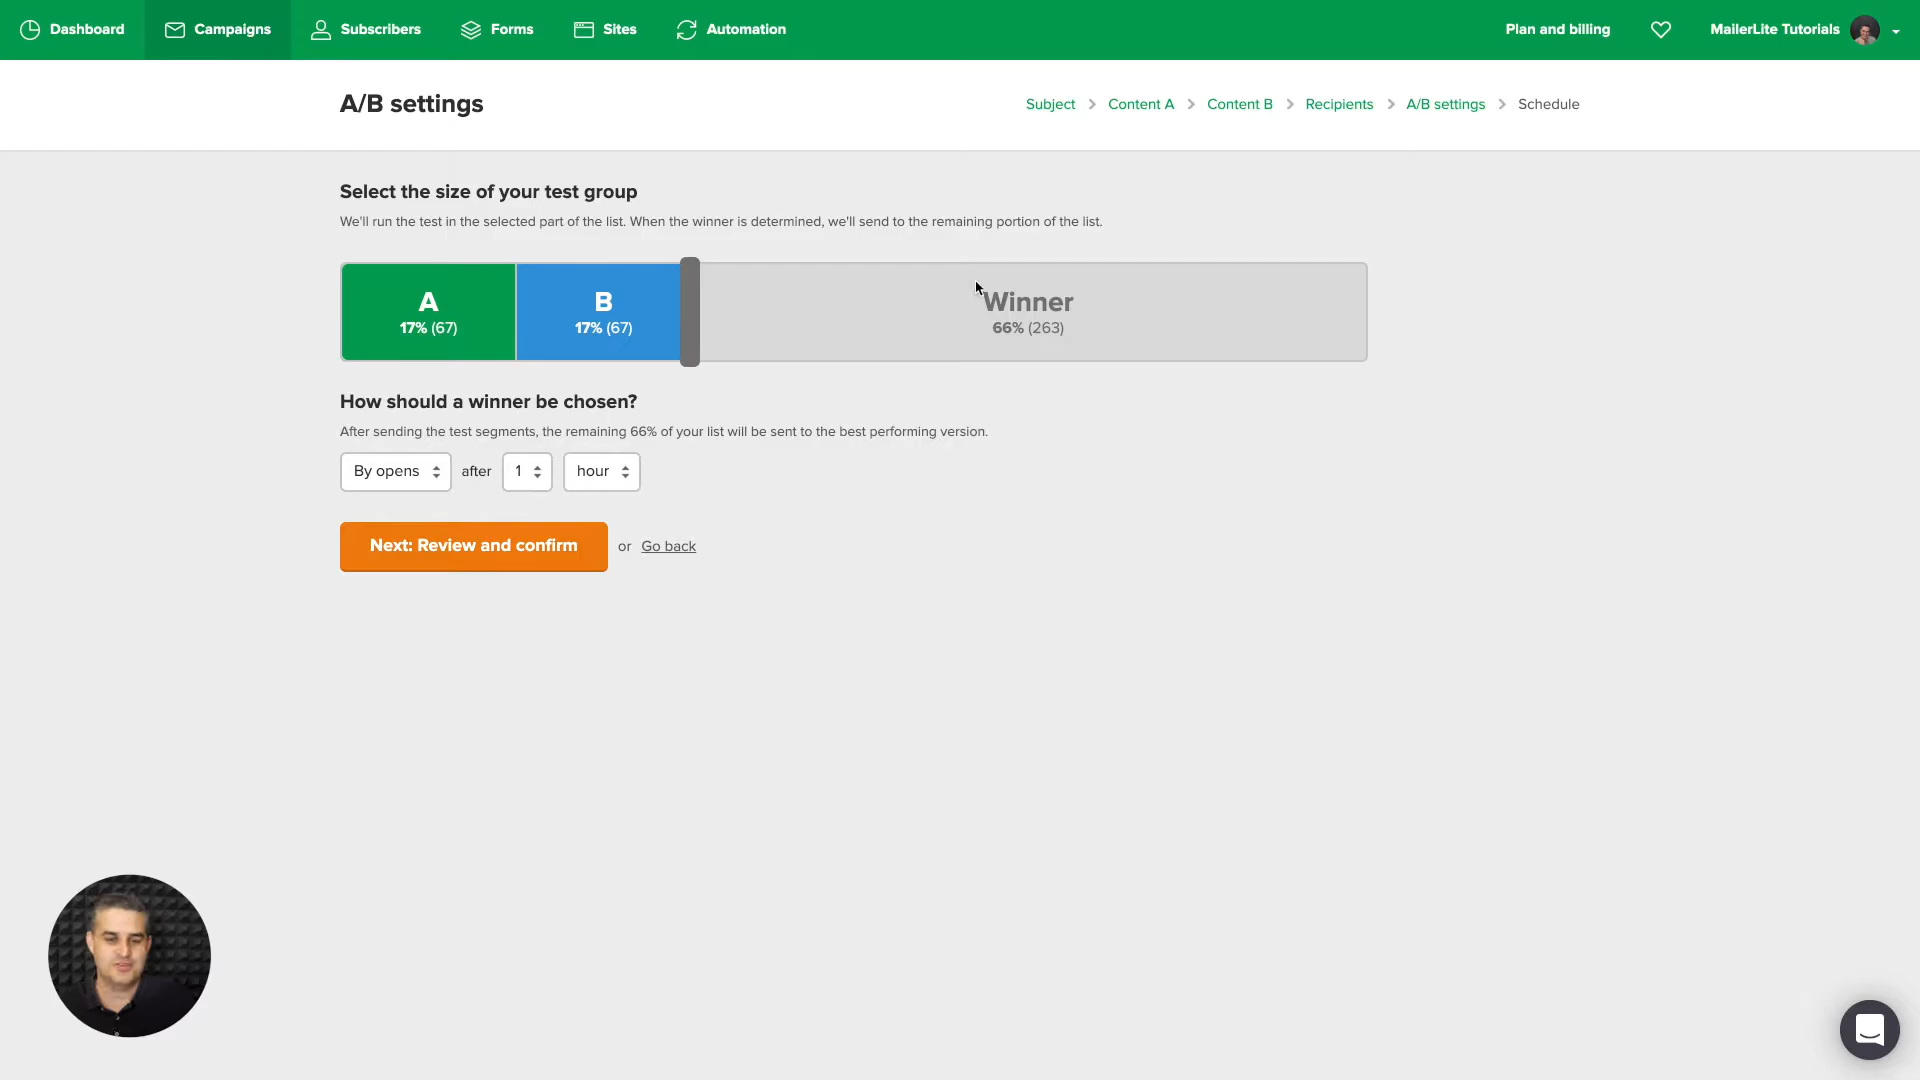 Dashboard Campaigns Subscribers Forms Sites Automation Plan and billing MailerLite Tutorials
A/B settings
Subject > Content A > Content B > Recipients > A/B settings > Schedule
Select the size of your test group
We'll run the test in the selected part of the list. When the winner is determined, we'll send to the remaining portion of the list.
A
17% (67)
B
17% (67)
Winner
66% (263)
How should a winner be chosen?
After sending the test segments, the remaining 66% of your list will be sent to the best performing version.
By opens after 1 hour
Next: Review and confirm or Go back